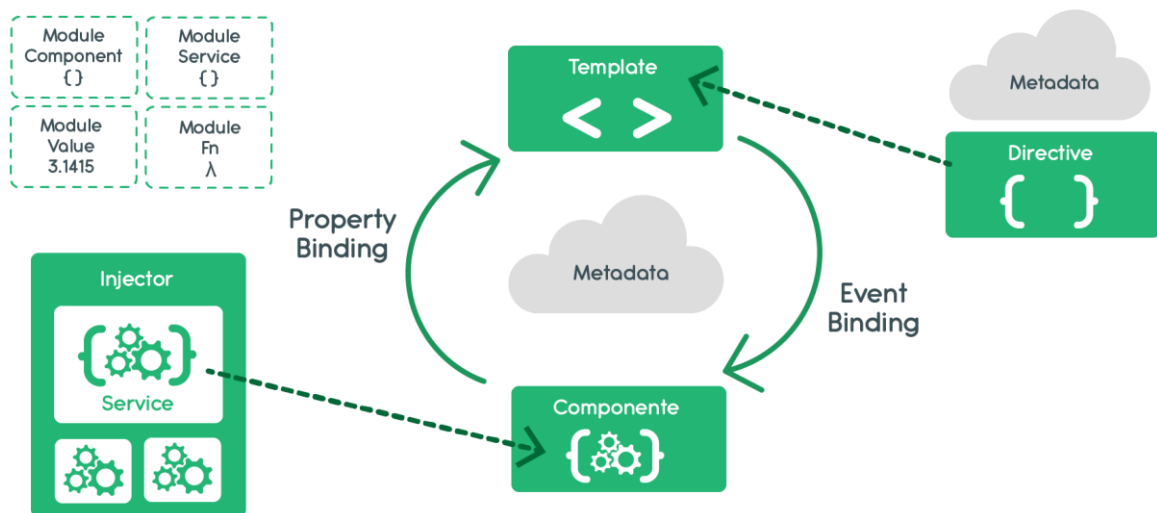 Module
Component
{}
Module
Service
{}
Module
Value
3.1415
Module
Fn
λ
Template
< >
Metadata
Directive
{ }
Property
Binding
Metadata
Event
Binding
Injector
{ }
Service
Componente
{ }